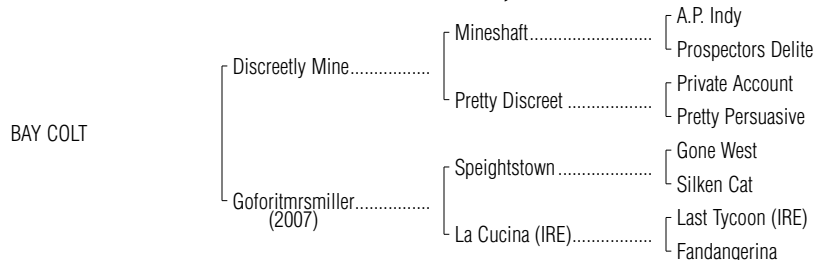 A.P. Indy
Mineshaft
Prospectors Delite
Discreetly Mine
Private Account
Pretty Discreet
Pretty Persuasive
BAY COLT
Gone West
Speightstown
Silken Cat
Goforitmrsmiller
(2007)
Last Tycoon (IRE)
La Cucina (IRE)
Fandangerina